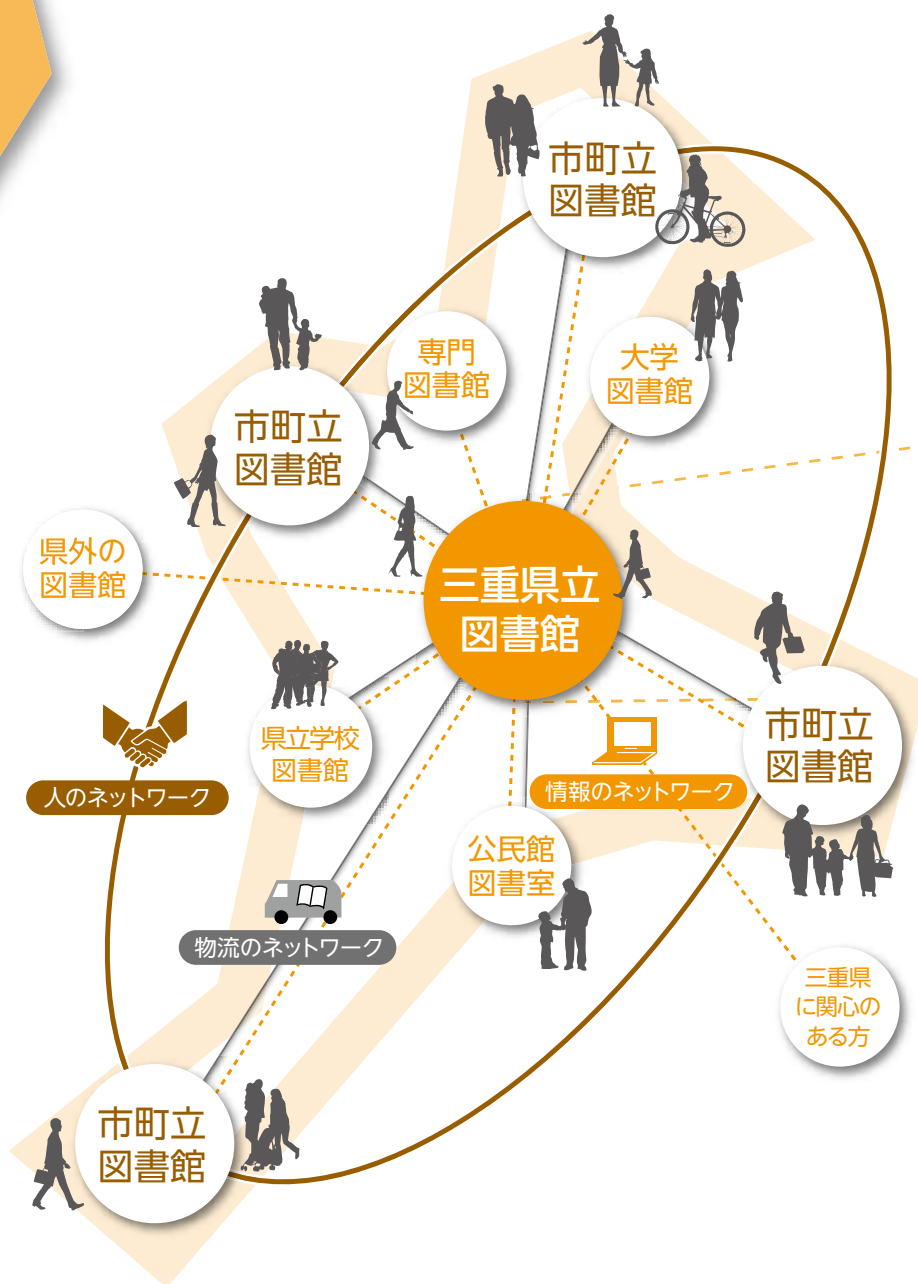 市町立
図書館
専門
図書館
大学
図書館
市町立
図書館
県外の
図書館
三重県立
図書館
県立学校
図書館
市町立
図書館
人のネットワーク
情報のネットワーク
公民館
図書室
物流のネットワーク
三重県
に関心の
ある方
市町立
図書館